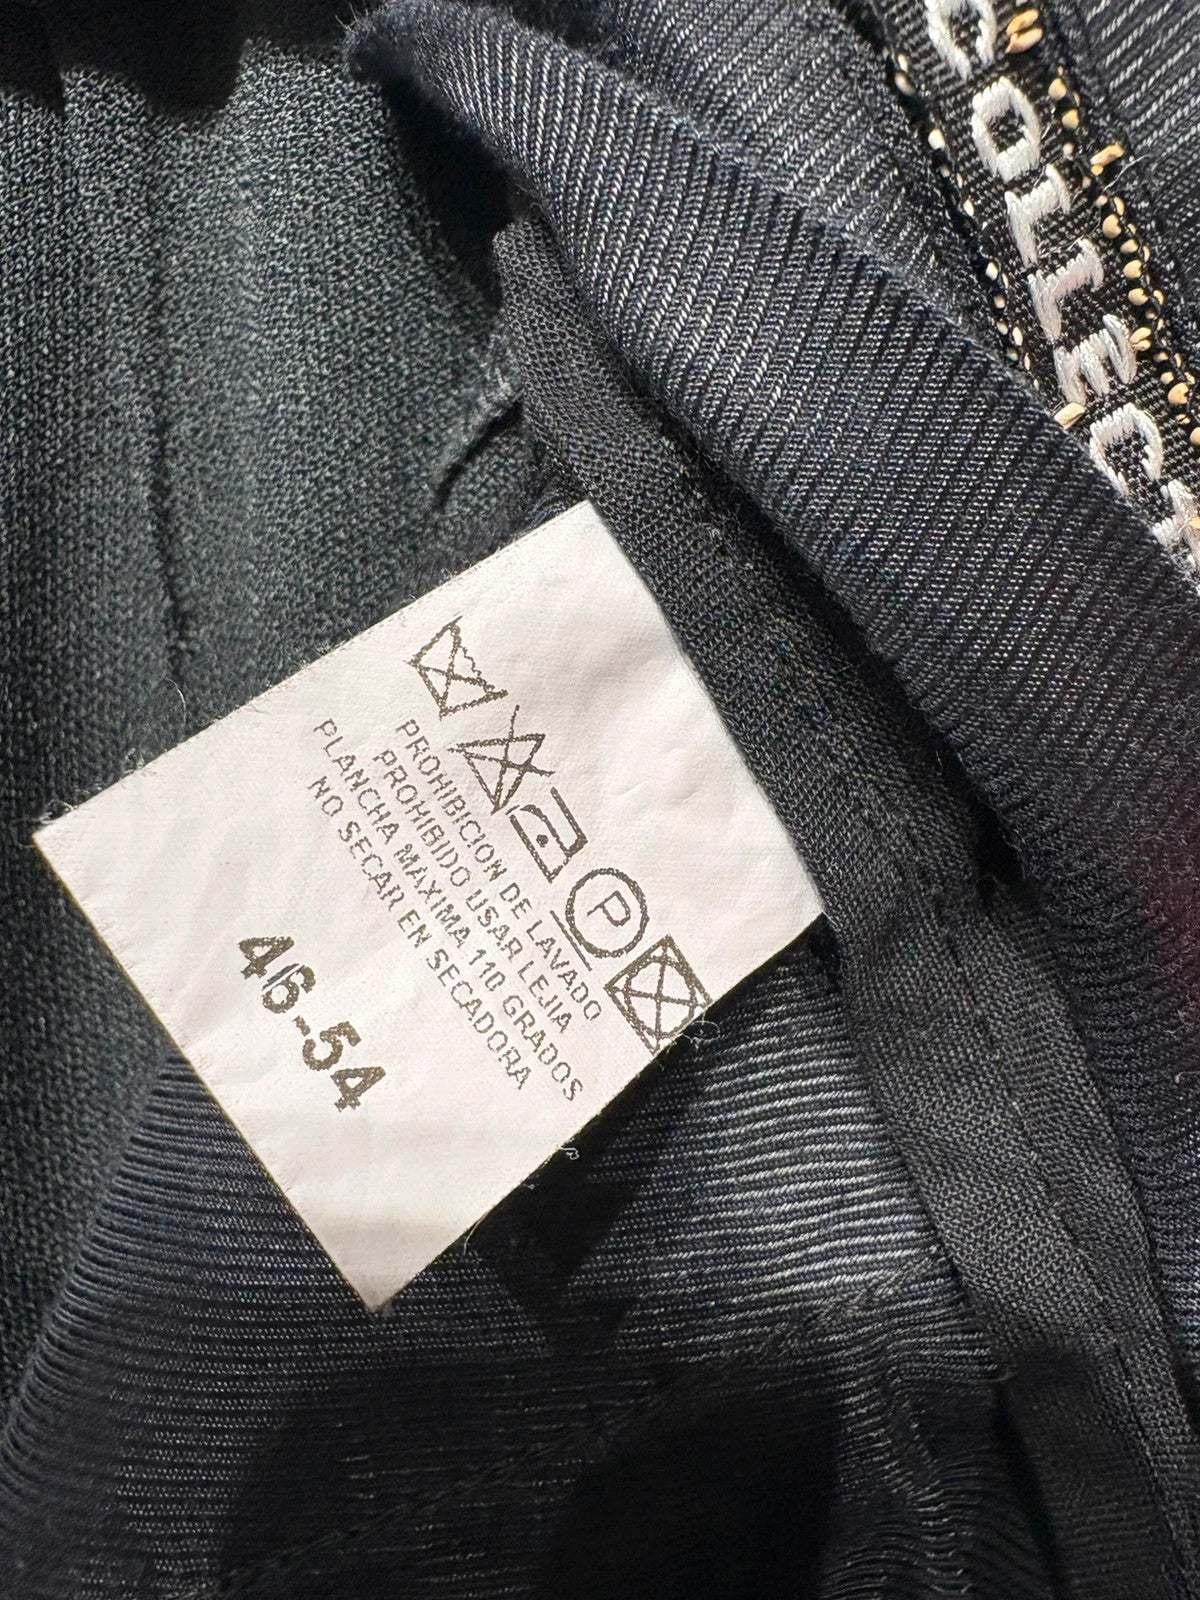 COLLEC
P
PROHIBICION DE LAVADO
PROHIBIDO USAR LEJIA
PLANCHA MAXIMA 110 GRADOS
NO SECAR EN SECADORA
46-54